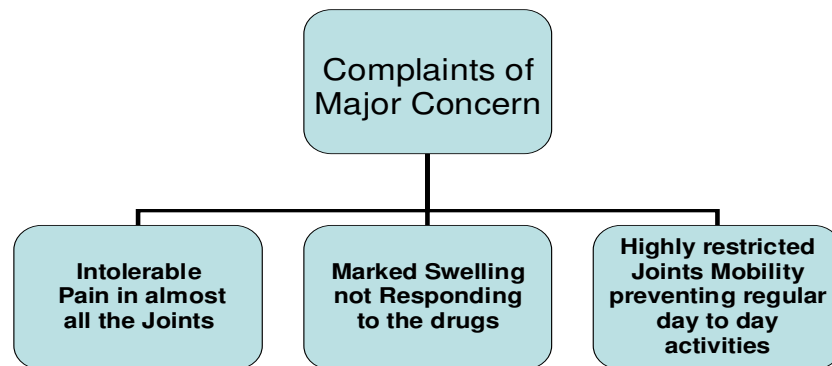 Complaints of
Major Concern
Intolerable
Pain in almost
all the Joints
Marked Swelling
not Responding
to the drugs
Highly restricted
Joints Mobility
preventing regular
day to day
activities